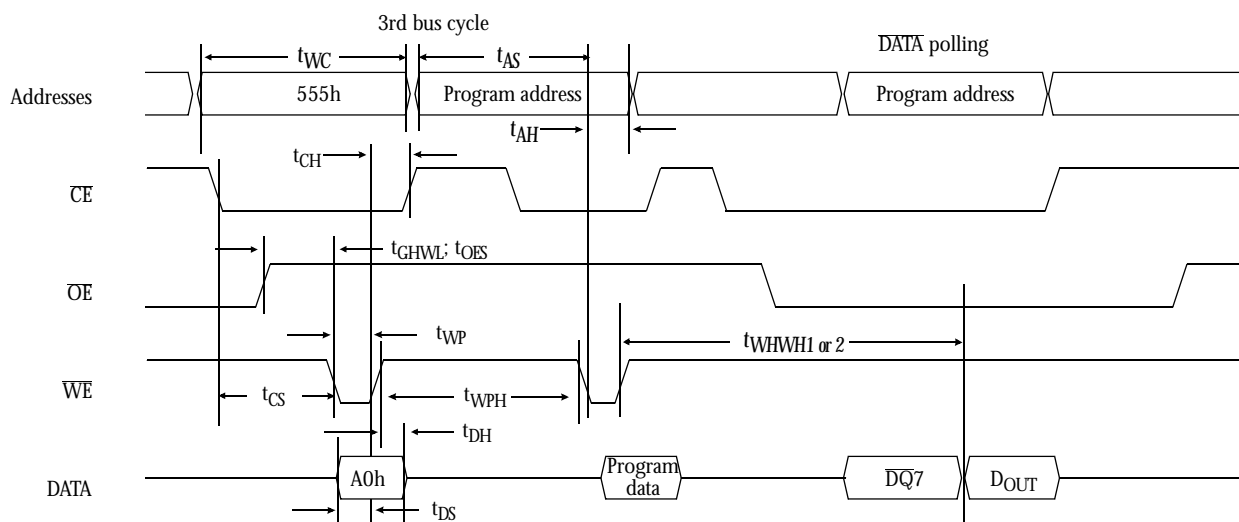 3rd bus cycle
tWC
tAS
DATA polling
Addresses
555h
Program address
Program address
tAH
tCH
CE
tGHWL; tOES
OE
tWP
tWHWH1 or 2
WE
tCS
tWPH
tDH
DATA
A0h
Program
data
DQ7
DOUT
tDS